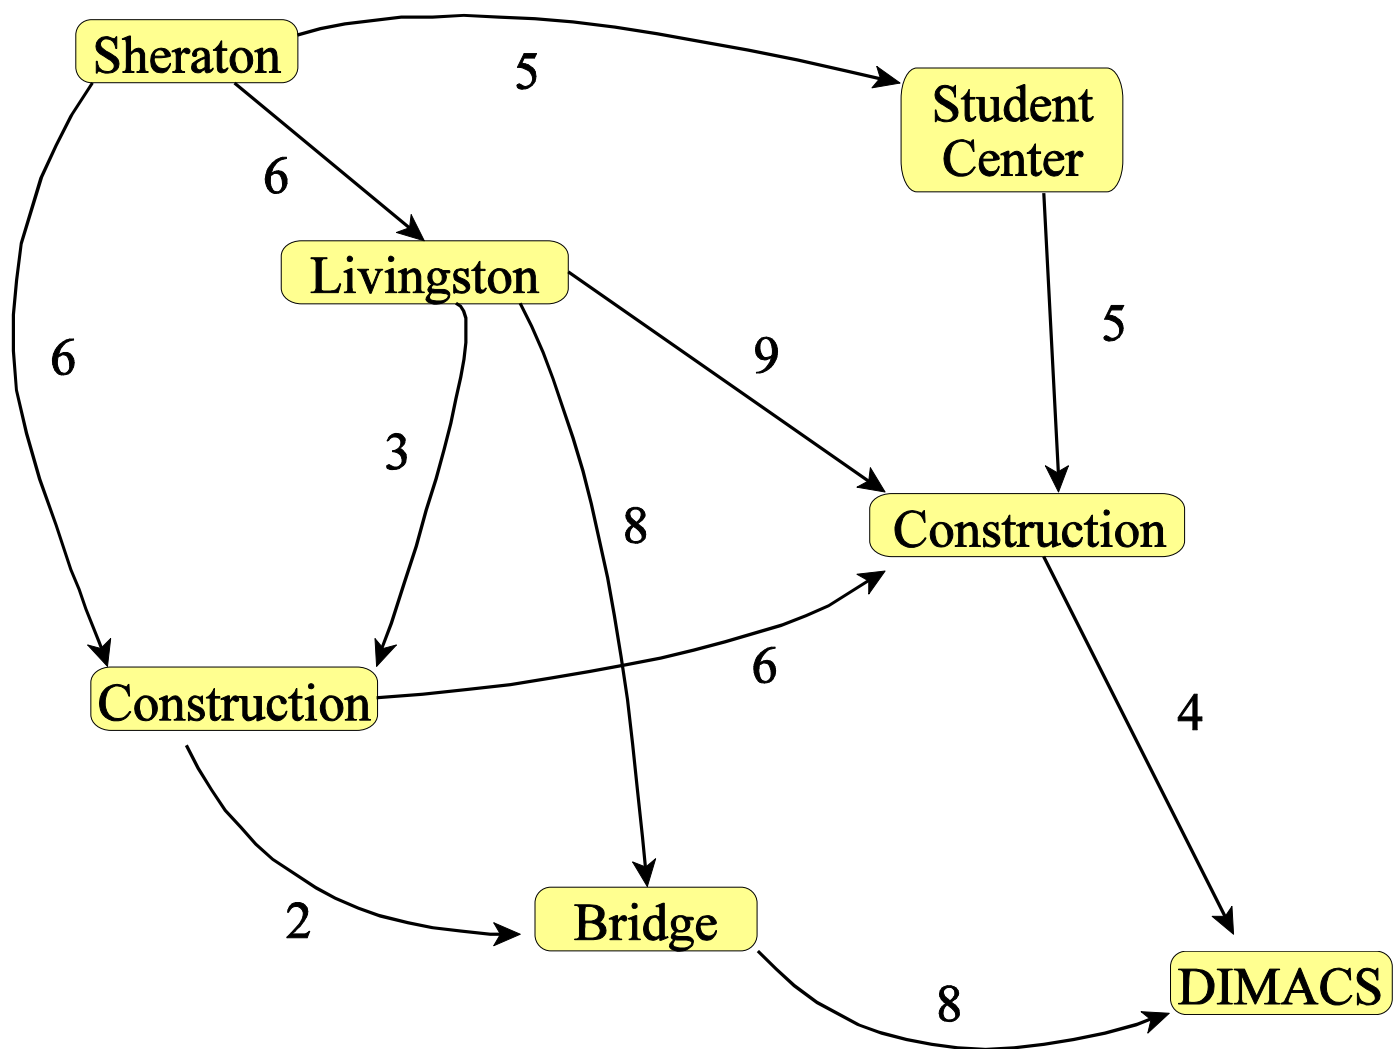 Sheraton
5
Student
Center
6
Livingston
5
9
6
3
8
Construction
6
Construction
4
2
Bridge
DIMACS
8